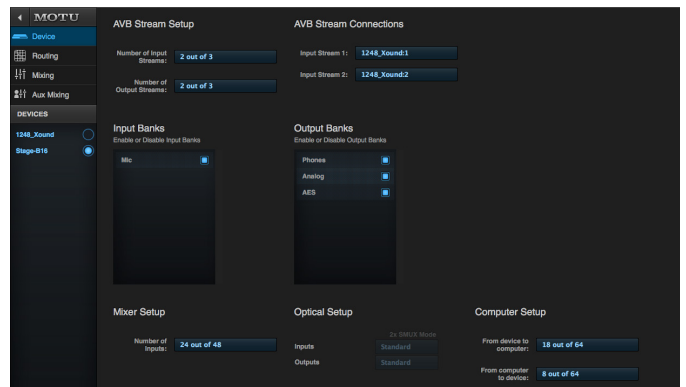 MOTU
Device
Routing
Mixing
Aux Mixing
DEVICES
1248_Xound
Stage-B16
AVB Stream Setup
Number of Input
Streams:
2 out of 3
Number of
Output Streams:
2 out of 3
AVB Stream Connections
Input Stream 1:
1248_Xound:1
Input Stream 2:
1248_Xound:2
Input Banks
Enable or Disable Input Banks
Mic
Output Banks
Enable or Disable Output Banks
Phones
Analog
AES
Mixer Setup
Number of
Inputs:
24 out of 48
Optical Setup
2x SMUX Mode
Inputs
Standard
Outputs
Standard
Computer Setup
From device to
computer:
18 out of 64
From computer
to device:
8 out of 64